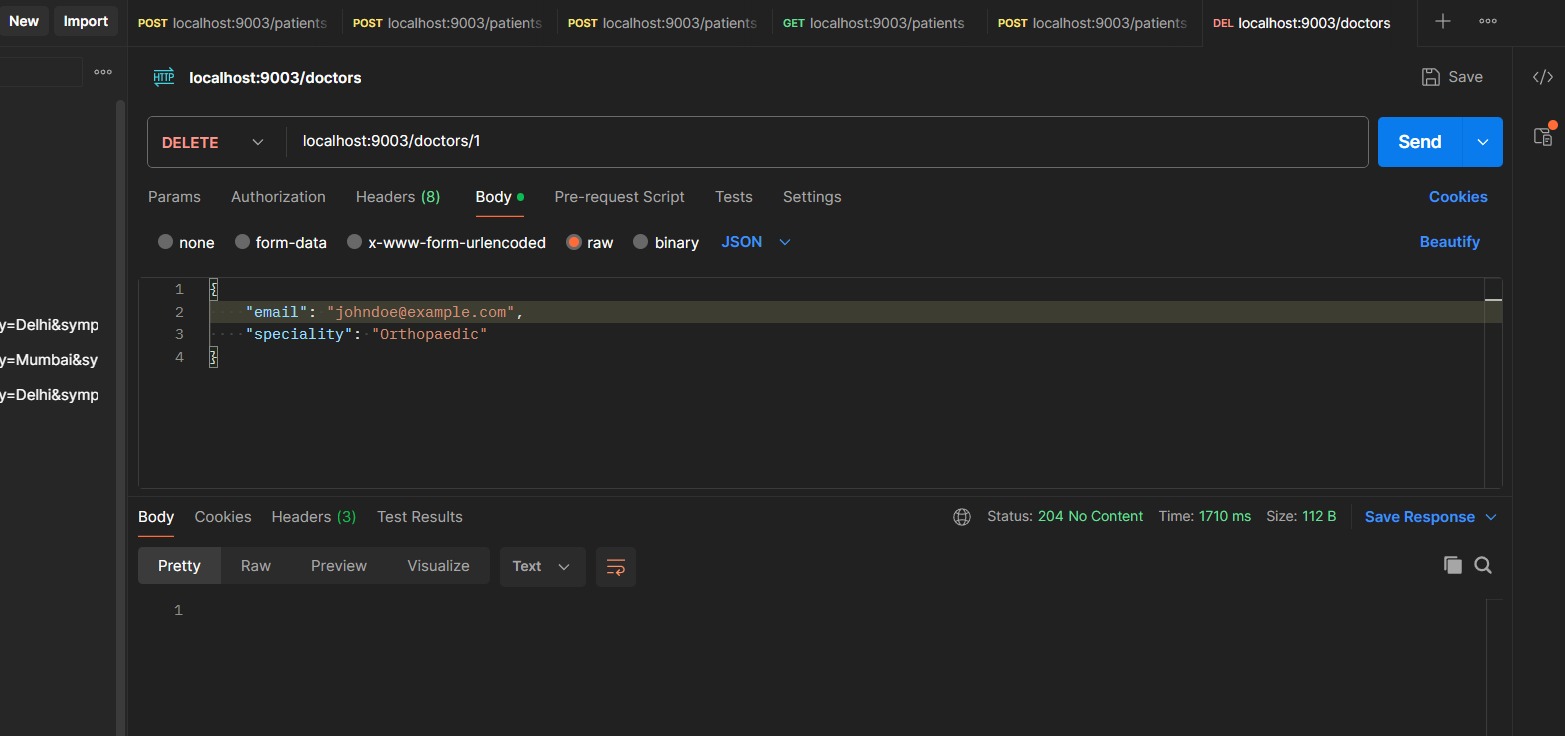 New Import POST localhost:9003/patients POST localhost:9003/patients POST localhost:9003/patients GET localhost:9003/patients POST localhost:9003/patients DEL localhost:9003/doctors
HTTP localhost:9003/doctors Save
DELETE localhost:9003/doctors/1 Send
Params Authorization Headers (8) Body Pre-request Script Tests Settings Cookies
none form-data x-www-form-urlencoded raw binary JSON Beautify
1 {
2 "email": "johndoe@example.com",
3 "speciality": "Orthopaedic"
4 }
y=Delhi&symp
y=Mumbai&sy
y=Delhi&symp
Body Cookies Headers (3) Test Results Status: 204 No Content Time: 1710 ms Size: 112 B Save Response
Pretty Raw Preview Visualize Text
1